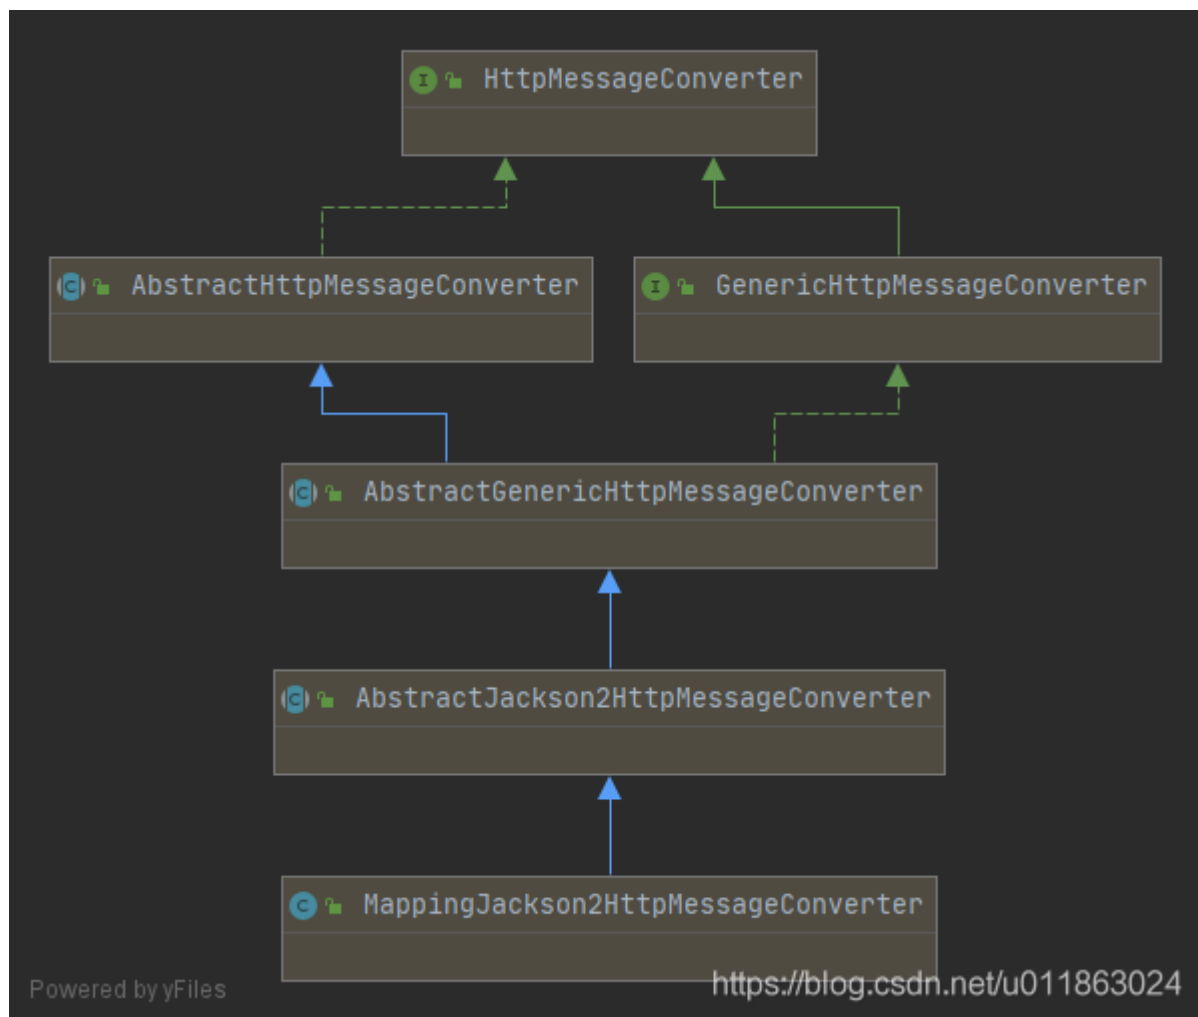 HttpMessageConverter
AbstractHttpMessageConverter
GenericHttpMessageConverter
AbstractGenericHttpMessageConverter
AbstractJackson2HttpMessageConverter
MappingJackson2HttpMessageConverter
Powered by yFiles
https://blog.csdn.net/u011863024